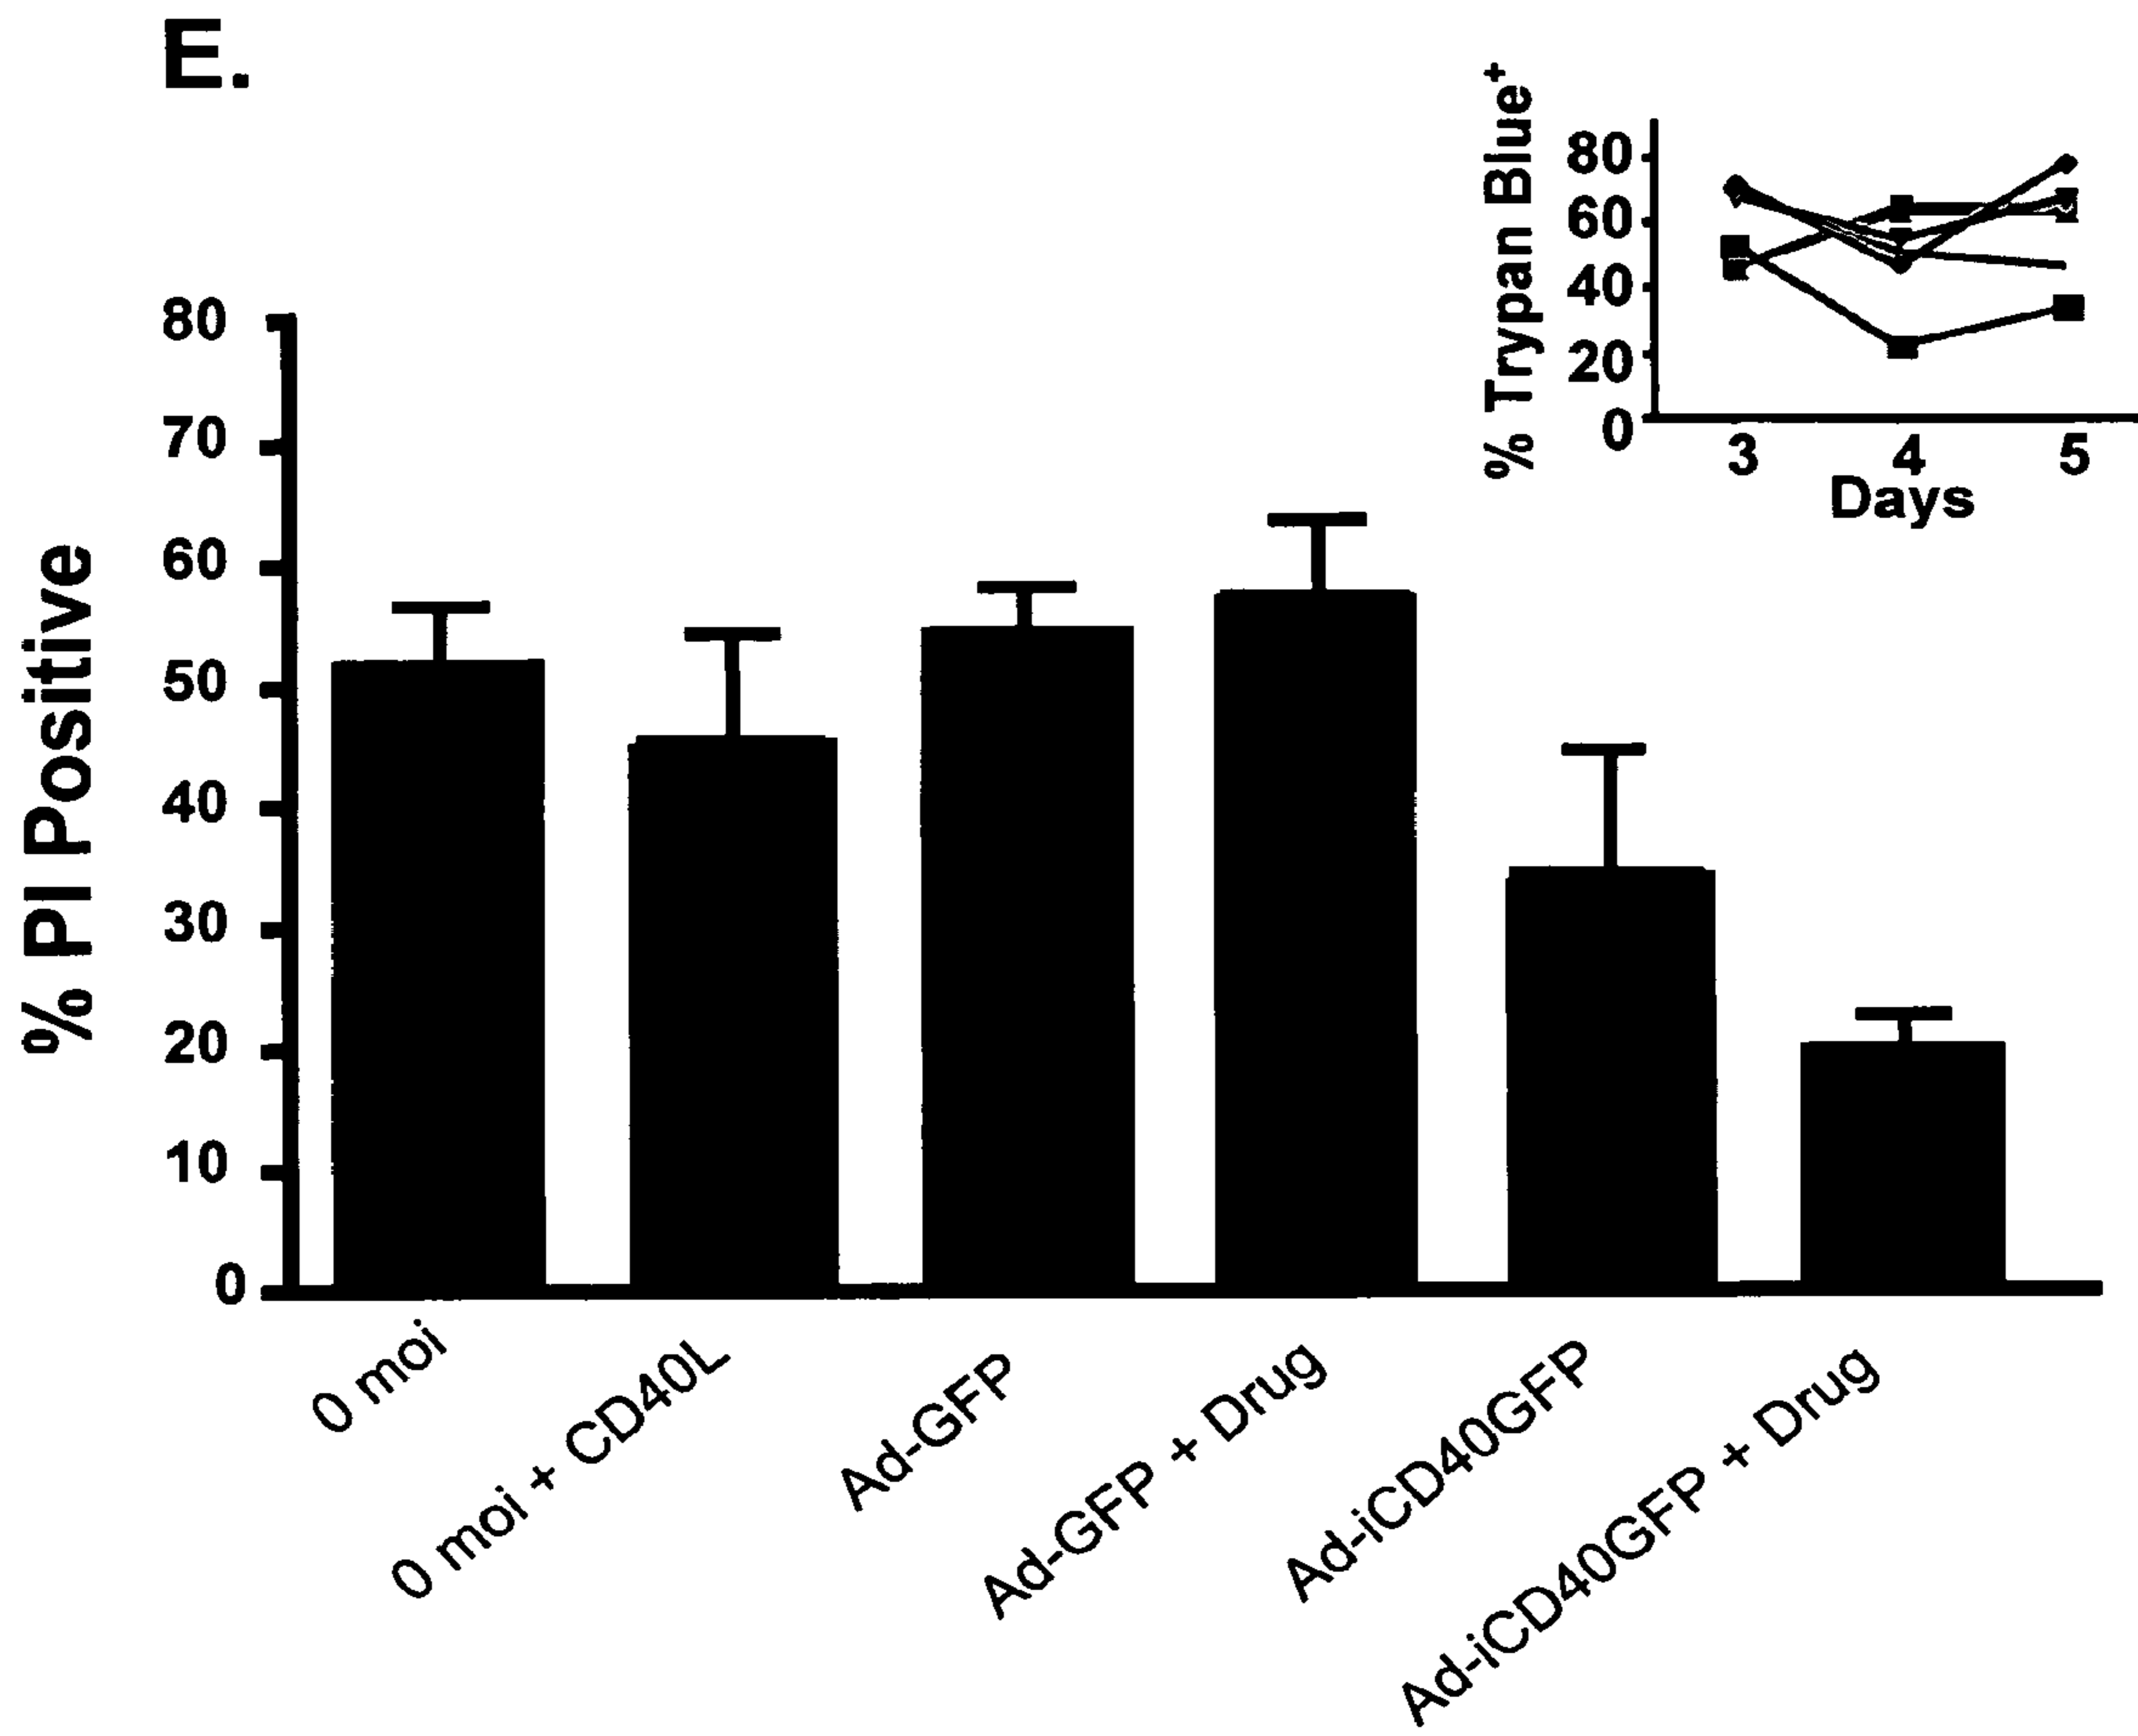 E.
% Trypan Blue+
80
60
40
20
0
3 4 5
Days
% PI Positive
80
70
60
50
40
30
20
10
0
0 moi
0 moi + CD40L
Ad-GFP
Ad-GFP + Drug
Ad-iCD40GFP
Ad-iCD40GFP + Drug